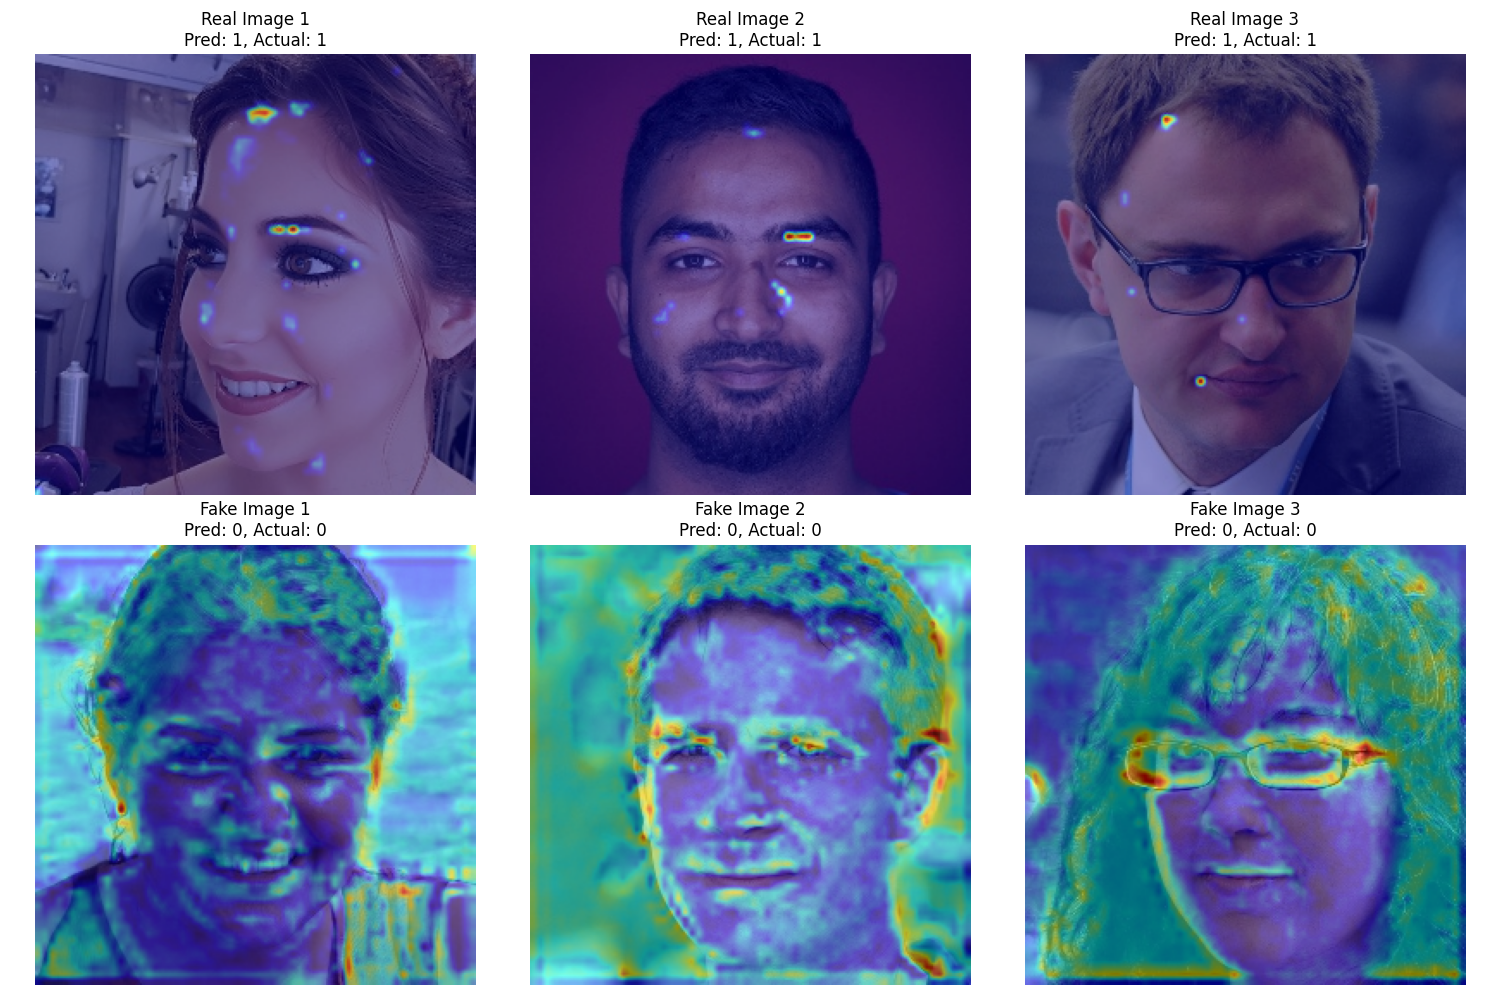 Real Image 1
Pred: 1, Actual: 1
Real Image 2
Pred: 1, Actual: 1
Real Image 3
Pred: 1, Actual: 1
Fake Image 1
Pred: 0, Actual: 0
Fake Image 2
Pred: 0, Actual: 0
Fake Image 3
Pred: 0, Actual: 0